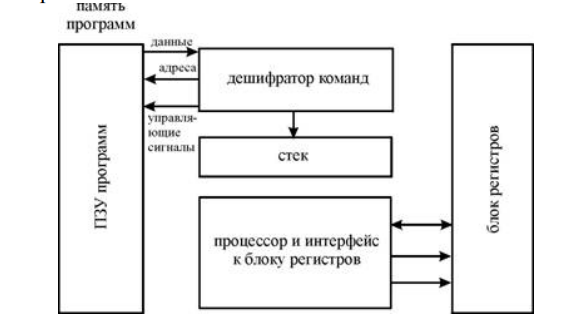 память
программ
данные
адреса
управля-
ющие
сигналы
ПЗУ программ
дешифратор команд
стек
процессор и интерфейс
к блоку регистров
блок регистров